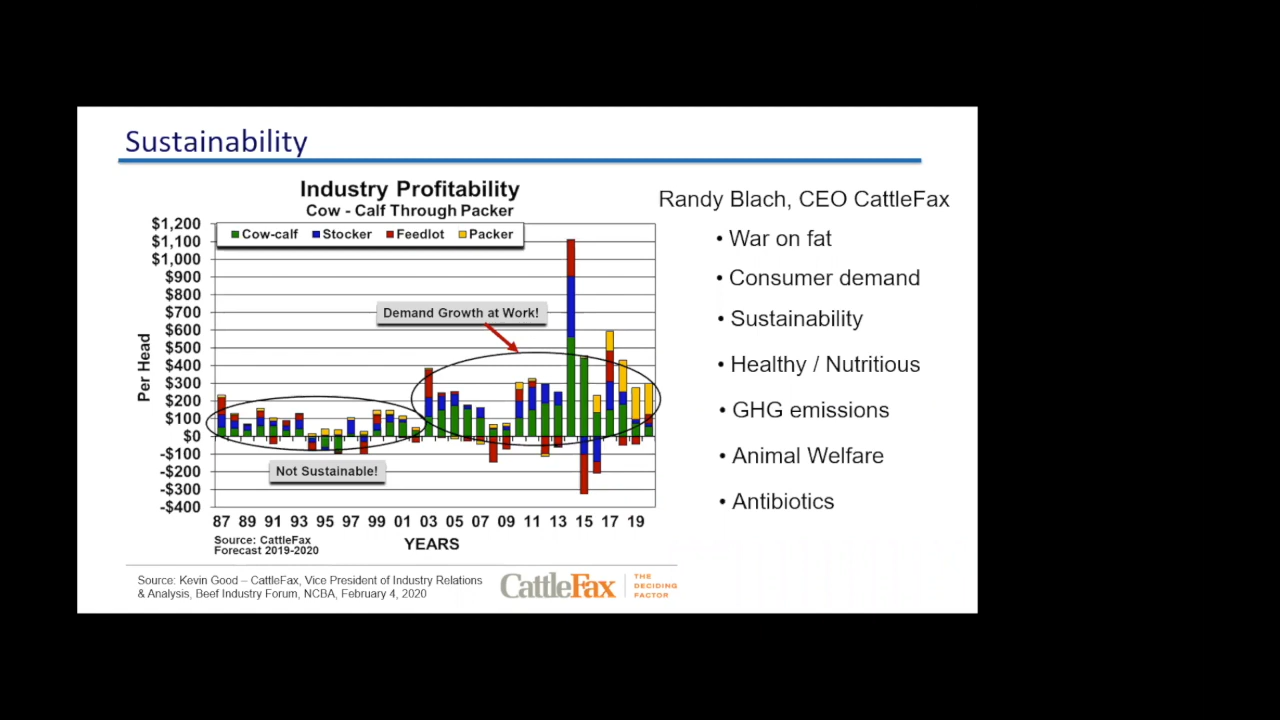 Sustainability
Industry Profitability
Cow - Calf Through Packer
$1,200
$1,100
$1,000
$900
$800
$700
$600
$500
$400
$300
$200
$100
$0
-$100
-$200
-$300
-$400
Per Head
Cow-calf Stocker Feedlot Packer
Demand Growth at Work!
Not Sustainable!
87 89 91 93 95 97 99 01 03 05 07 09 11 13 15 17 19
YEARS
Source: CattleFax
Forecast 2019-2020
Randy Blach, CEO CattleFax
• War on fat
• Consumer demand
• Sustainability
• Healthy / Nutritious
• GHG emissions
• Animal Welfare
• Antibiotics
Source: Kevin Good – CattleFax, Vice President of Industry Relations
& Analysis, Beef Industry Forum, NCBA, February 4, 2020
CattleFax
THE
DECIDING
FACTOR